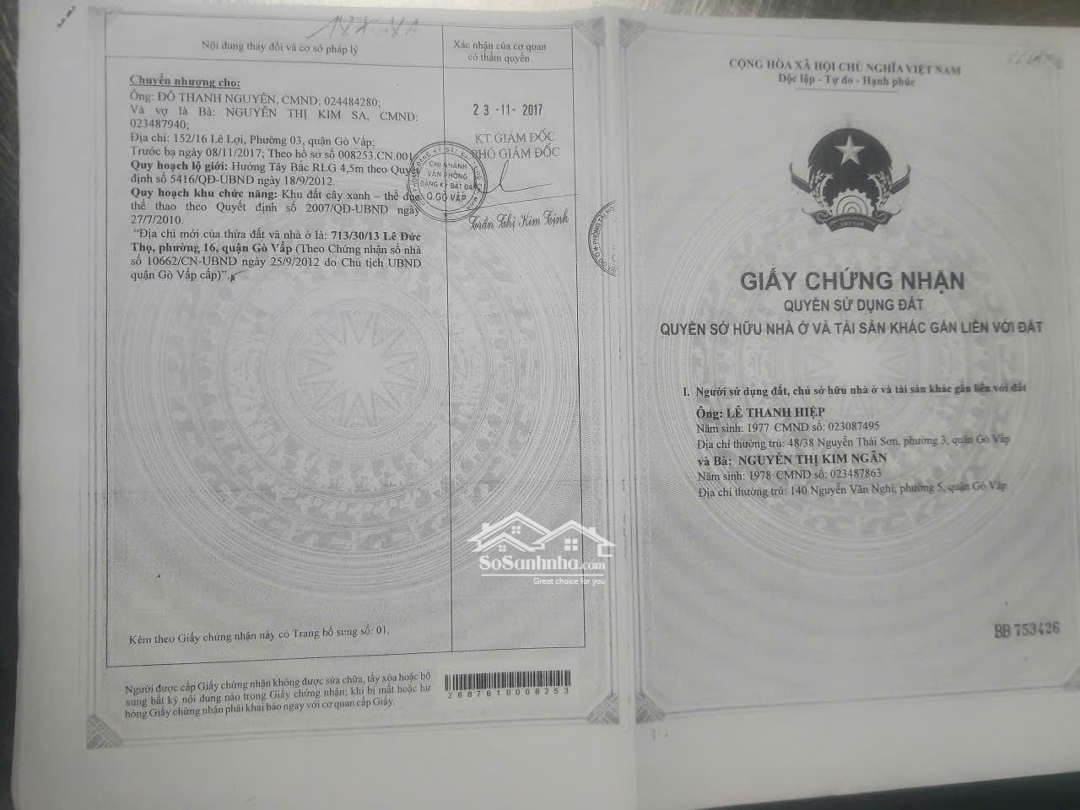 Nội dung thay đổi và cơ sở pháp lý
Xác nhận của cơ quan
có thẩm quyền
Chuyển nhượng cho:
Ông: ĐỖ THANH NGUYÊN, CMND: 024484280;
Và vợ là Bà: NGUYỄN THỊ KIM SA, CMND:
023487940;
Địa chỉ: 152/16 Lê Lợi, Phường 03, quận Gò Vấp;
Trước bạ ngày 08/11/2017; Theo hồ sơ số 008253.CN.001
Quy hoạch lộ giới: Hướng Tây Bắc RLG 4,5m theo Quyết
định số 5416/QĐ-UBND ngày 18/9/2012.
Quy hoạch khu chức năng: Khu đất cây xanh – thể dục
thể thao theo Quyết định số 2007/QĐ-UBND ngày
27/7/2010.
"Địa chỉ mới của thửa đất và nhà ở là: 713/30/13 Lê Đức
Thọ, phường 16, quận Gò Vấp (Theo Chứng nhận số nhà
số 10662/CN-UBND ngày 25/9/2012 do Chủ tịch UBND
quận Gò Vấp cấp)".
23-11-2017
KT.GIÁM ĐỐC
PHÓ GIÁM ĐỐC
CHI NHÁNH
VĂN PHÒNG
ĐĂNG KÝ ĐẤT ĐAI
Q.GÒ VẤP
Trần Thị Kim Định
Kèm theo Giấy chứng nhận này có Trang bổ sung số: 01.
Người được cấp Giấy chứng nhận không được sửa chữa, tẩy xóa hoặc bổ
sung bất kỳ nội dung nào trong Giấy chứng nhận; khi bị mất hoặc hư
hỏng Giấy chứng nhận phải khai báo ngay với cơ quan cấp Giấy.
2687810008253
CỘNG HÒA XÃ HỘI CHỦ NGHĨA VIỆT NAM
Độc lập - Tự do - Hạnh phúc
VIỆT NAM
GIẤY CHỨNG NHẬN
QUYỀN SỬ DỤNG ĐẤT
QUYỀN SỞ HỮU NHÀ Ở VÀ TÀI SẢN KHÁC GẮN LIỀN VỚI ĐẤT
I. Người sử dụng đất, chủ sở hữu nhà ở và tài sản khác gắn liền với đất
Ông: LÊ THANH HIỆP
Năm sinh: 1977 CMND số: 023087495
Địa chỉ thường trú: 48/38 Nguyễn Thái Sơn, phường 3, quận Gò Vấp
và Bà: NGUYỄN THỊ KIM NGÂN
Năm sinh: 1978 CMND số: 023487863
Địa chỉ thường trú: 140 Nguyễn Văn Nghi, phường 5, quận Gò Vấp
BB 753426
SoSanhnha.com
Great choice for you